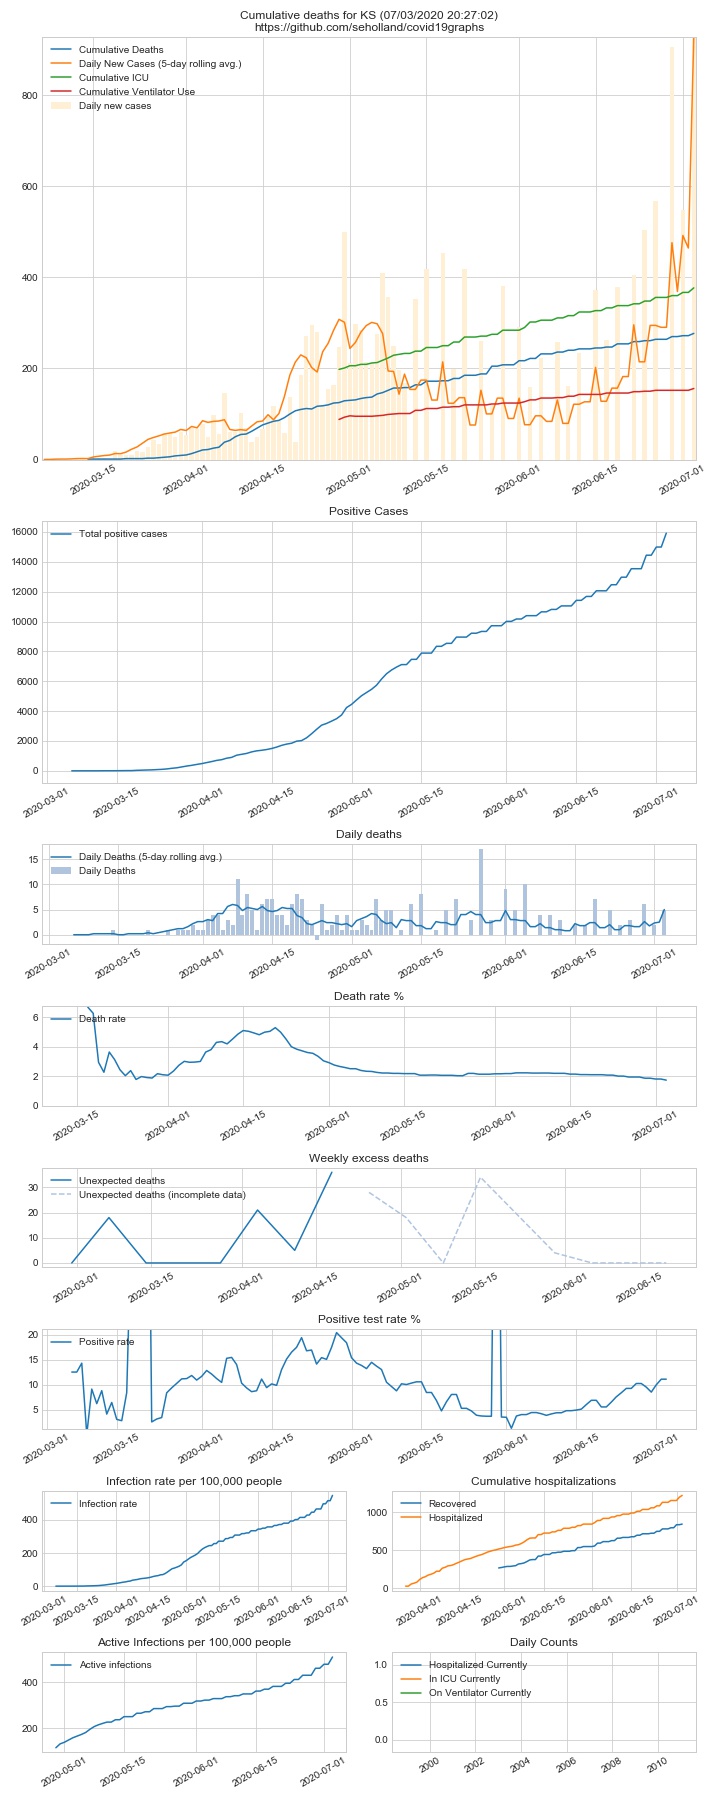 Cumulative deaths for KS (07/03/2020 20:27:02)
https://github.com/seholland/covid19graphs
Cumulative Deaths
Daily New Cases (5-day rolling avg.)
Cumulative ICU
Cumulative Ventilator Use
Daily new cases
800
600
400
200
0
2020-03-15 2020-04-01 2020-04-15 2020-05-01 2020-05-15 2020-06-01 2020-06-15 2020-07-01
Positive Cases
Total positive cases
16000
14000
12000
10000
8000
6000
4000
2000
0
2020-03-01 2020-03-15 2020-04-01 2020-04-15 2020-05-01 2020-05-15 2020-06-01 2020-06-15 2020-07-01
Daily deaths
Daily Deaths (5-day rolling avg.)
Daily Deaths
15
10
5
0
2020-03-01 2020-03-15 2020-04-01 2020-04-15 2020-05-01 2020-05-15 2020-06-01 2020-06-15 2020-07-01
Death rate %
Death rate
6
4
2
0
2020-03-15 2020-04-01 2020-04-15 2020-05-01 2020-05-15 2020-06-01 2020-06-15 2020-07-01
Weekly excess deaths
Unexpected deaths
Unexpected deaths (incomplete data)
30
20
10
0
2020-03-01 2020-03-15 2020-04-01 2020-04-15 2020-05-01 2020-05-15 2020-06-01 2020-06-15
Positive test rate %
Positive rate
20
15
10
5
2020-03-01 2020-03-15 2020-04-01 2020-04-15 2020-05-01 2020-05-15 2020-06-01 2020-06-15 2020-07-01
Infection rate per 100,000 people
Infection rate
400
200
0
2020-03-01 2020-03-15 2020-04-01 2020-04-15 2020-05-01 2020-05-15 2020-06-01 2020-06-15 2020-07-01
Cumulative hospitalizations
Recovered
Hospitalized
1000
500
0
2020-04-01 2020-04-15 2020-05-01 2020-05-15 2020-06-01 2020-06-15 2020-07-01
Active Infections per 100,000 people
Active infections
400
200
2020-05-01 2020-05-15 2020-06-01 2020-06-15 2020-07-01
Daily Counts
Hospitalized Currently
In ICU Currently
On Ventilator Currently
1.0
0.5
0.0
2000 2002 2004 2006 2008 2010